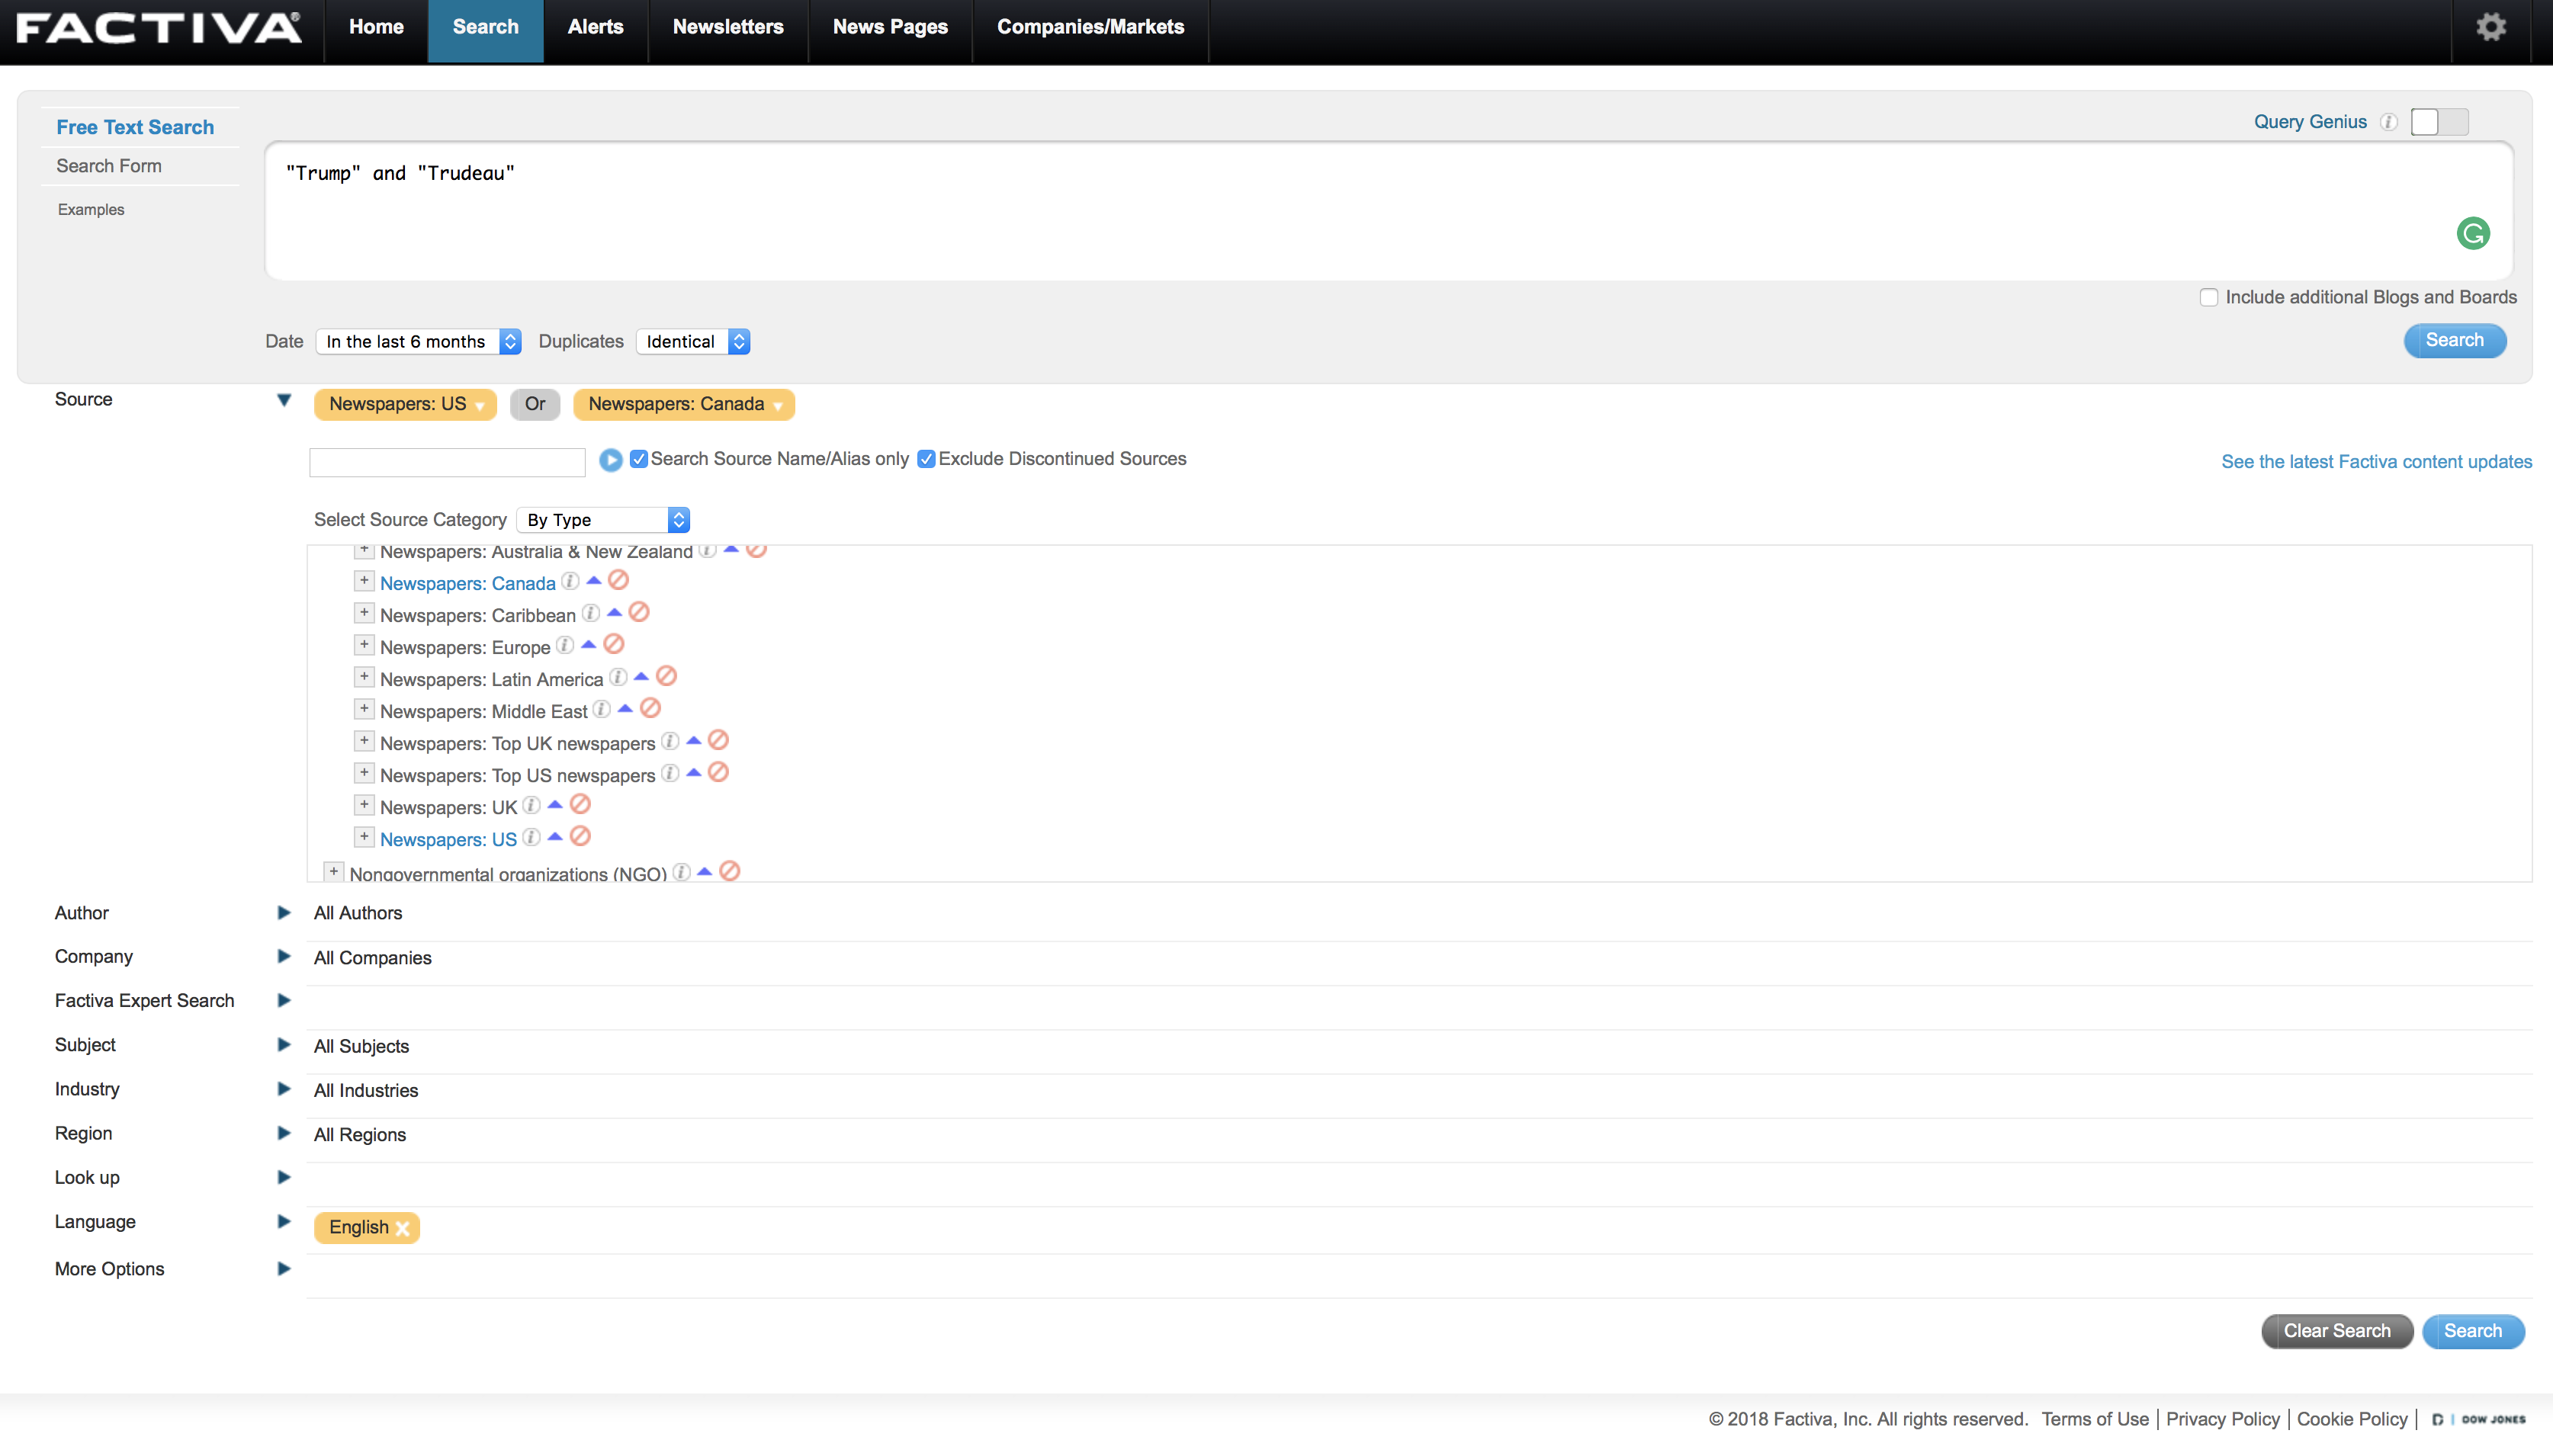 FACTIVA® Home Search Alerts Newsletters News Pages Companies/Markets
Free Text Search
Query Genius i
Search Form
"Trump" and "Trudeau"
Examples
Include additional Blogs and Boards
Date In the last 6 months Duplicates Identical Search
Source Newspapers: US Or Newspapers: Canada
Search Source Name/Alias only Exclude Discontinued Sources See the latest Factiva content updates
Select Source Category By Type
+ Newspapers: Australia & New Zealand i
+ Newspapers: Canada i
+ Newspapers: Caribbean i
+ Newspapers: Europe i
+ Newspapers: Latin America i
+ Newspapers: Middle East i
+ Newspapers: Top UK newspapers i
+ Newspapers: Top US newspapers i
+ Newspapers: UK i
+ Newspapers: US i
+ Nongovernmental organizations (NGO) i
Author All Authors
Company All Companies
Factiva Expert Search
Subject All Subjects
Industry All Industries
Region All Regions
Look up
Language English
More Options
Clear Search Search
© 2018 Factiva, Inc. All rights reserved. Terms of Use | Privacy Policy | Cookie Policy | D | DOW JONES